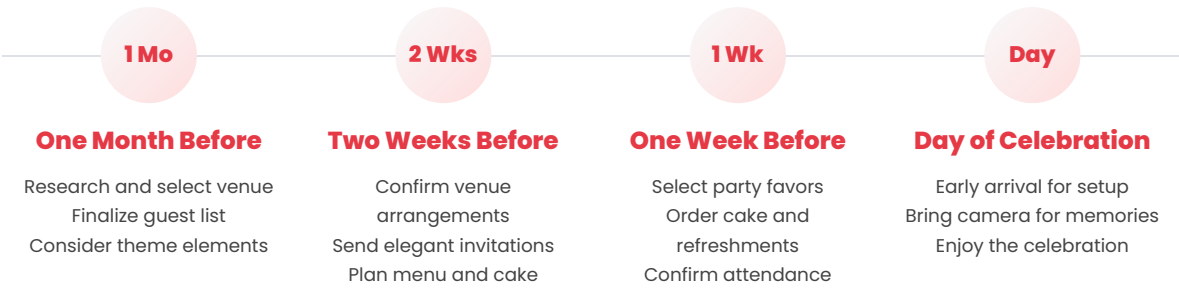 1 Mo
One Month Before
Research and select venue
Finalize guest list
Consider theme elements
2 Wks
Two Weeks Before
Confirm venue
arrangements
Send elegant invitations
Plan menu and cake
1 Wk
One Week Before
Select party favors
Order cake and
refreshments
Confirm attendance
Day
Day of Celebration
Early arrival for setup
Bring camera for memories
Enjoy the celebration